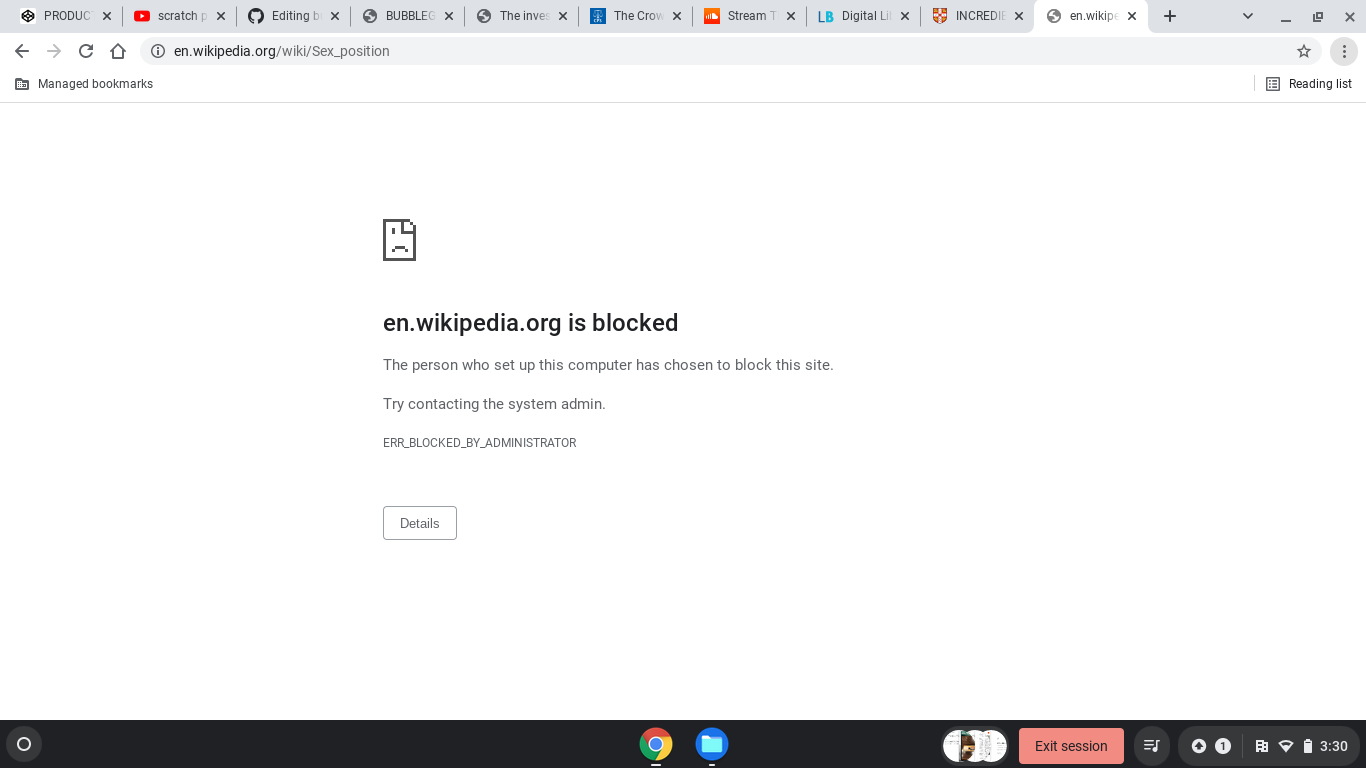 PRODUC
scratch p
Editing b
BUBBLEG
The inves
The Crow
Stream T
Digital Li
INCREDIE
en.wikipe
en.wikipedia.org/wiki/Sex_position
Managed bookmarks
Reading list
en.wikipedia.org is blocked
The person who set up this computer has chosen to block this site.
Try contacting the system admin.
ERR_BLOCKED_BY_ADMINISTRATOR
Details
Exit session
1
3:30